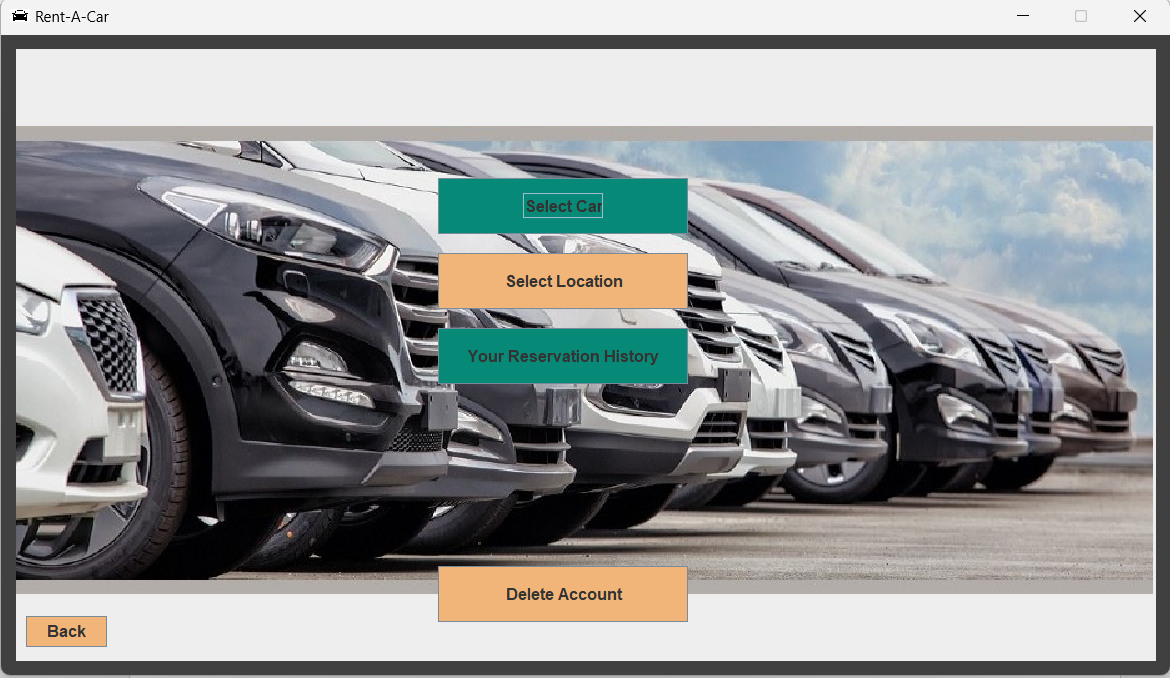 Rent-A-Car
Select Car
Select Location
Your Reservation History
Delete Account
Back